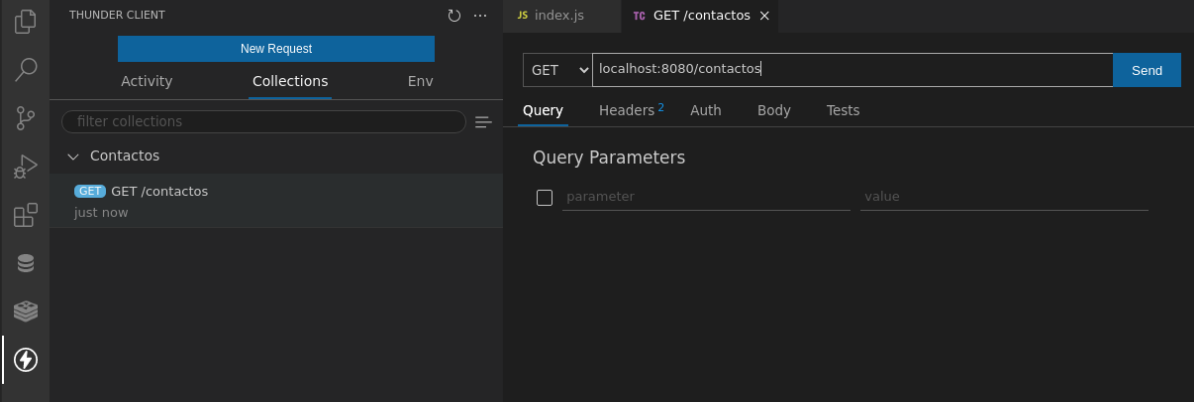 THUNDER CLIENT
New Request
Activity Collections Env
filter collections
Contactos
GET GET /contactos
just now
JS index.js TC GET /contactos
GET localhost:8080/contactos Send
Query Headers 2 Auth Body Tests
Query Parameters
parameter value